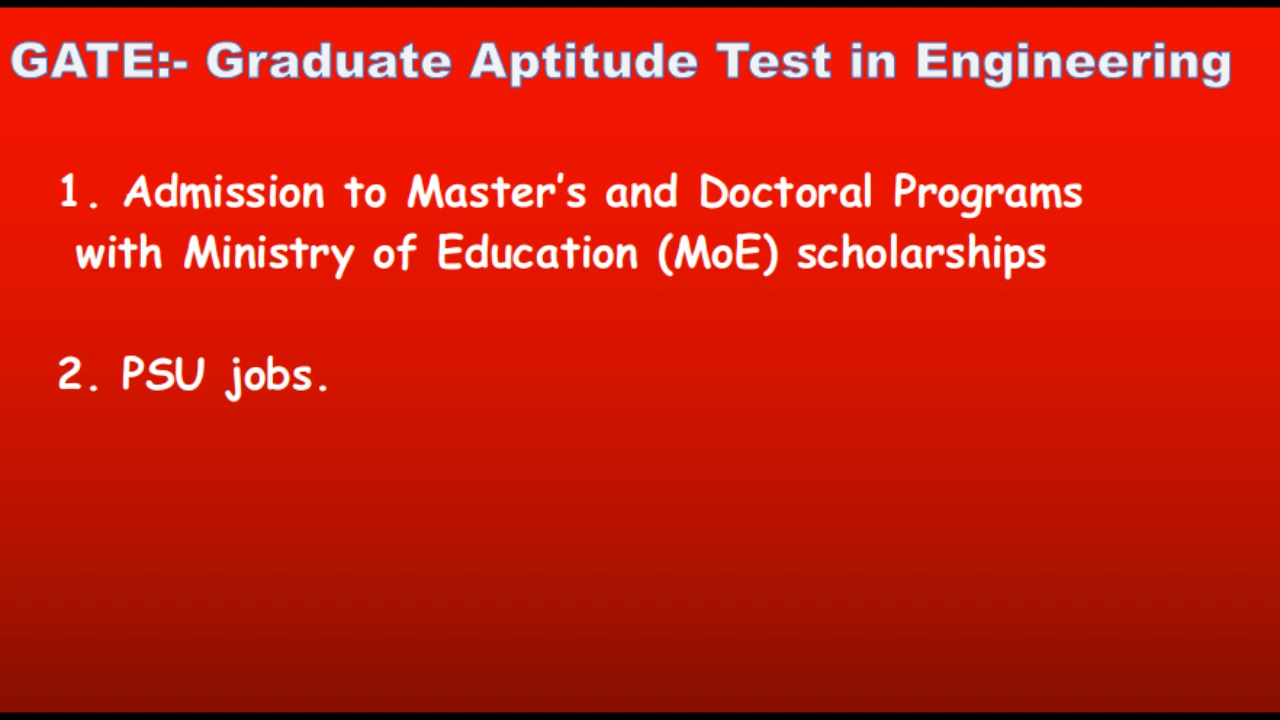 GATE:- Graduate Aptitude Test in Engineering
1. Admission to Master’s and Doctoral Programs
with Ministry of Education (MoE) scholarships
2. PSU jobs.